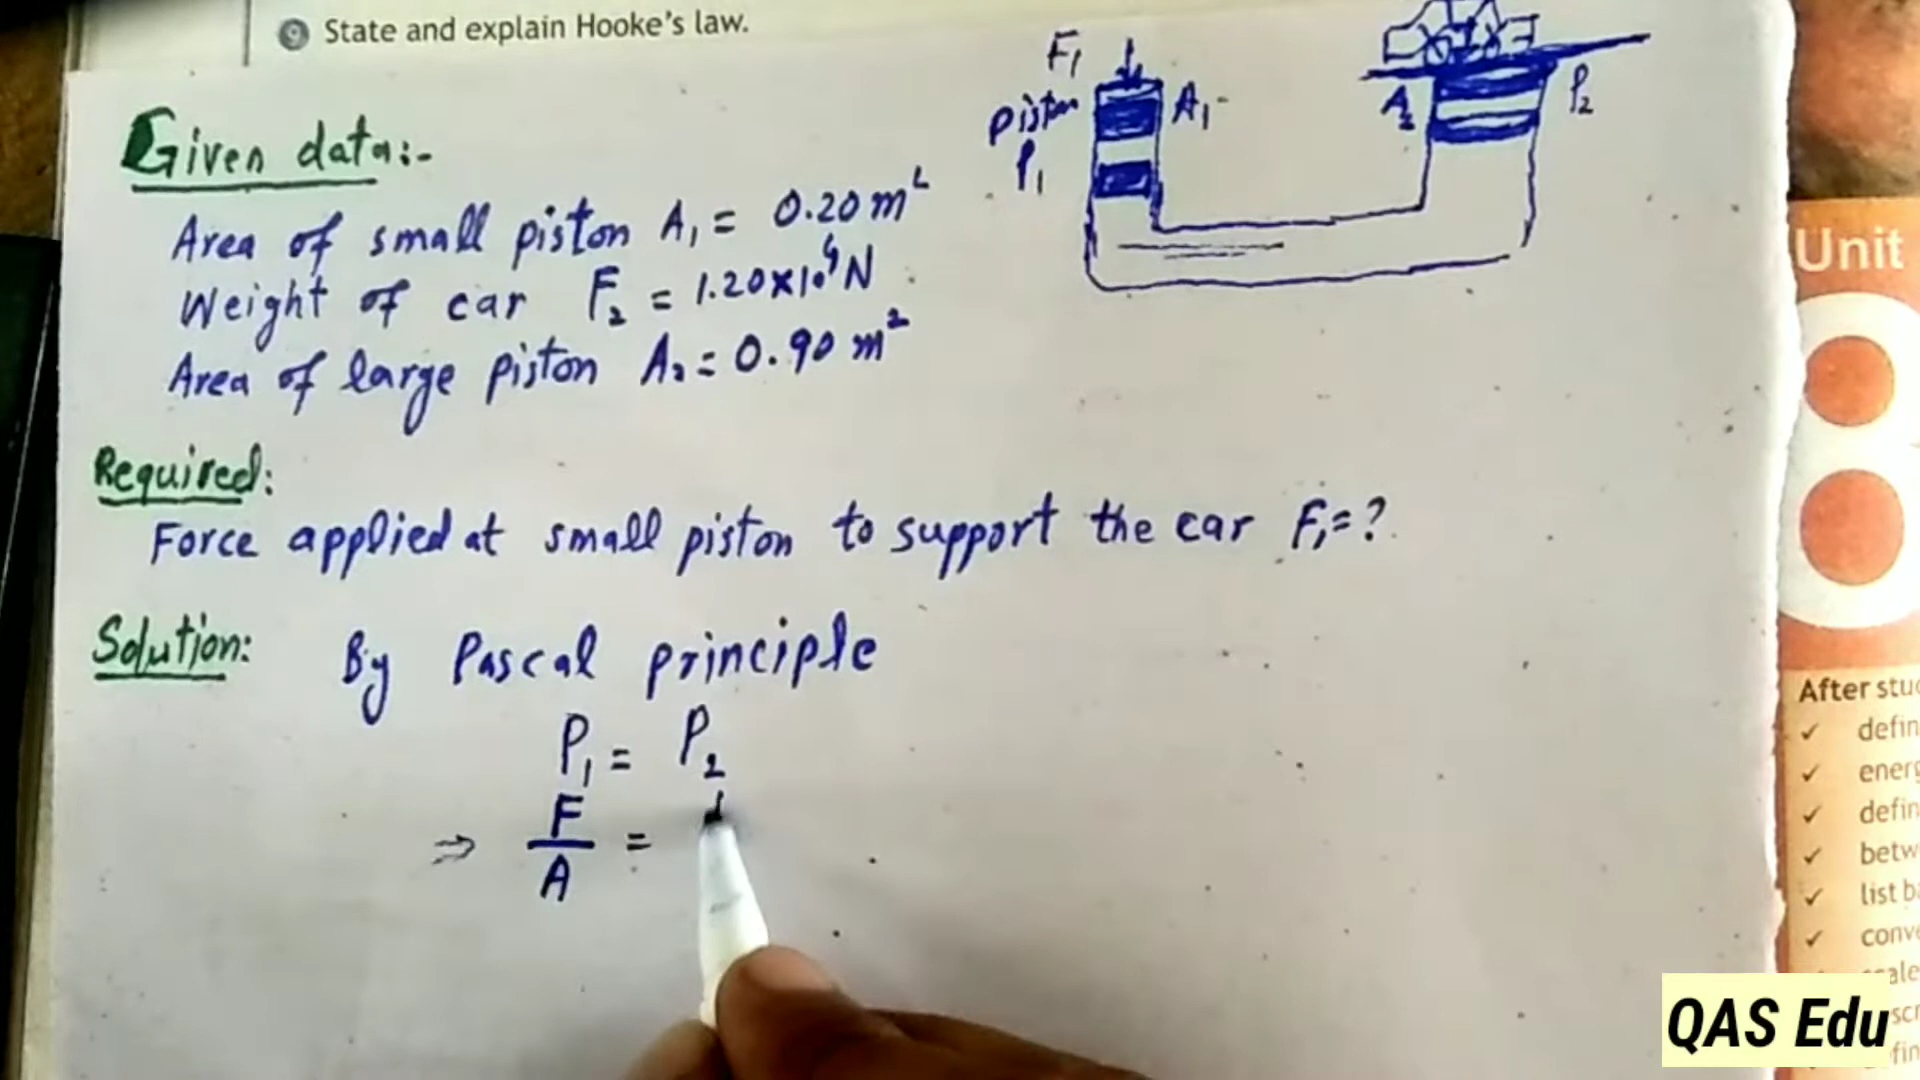 9 State and explain Hooke's law.
Given data:-
Area of small piston A₁ = 0.20 m²
Weight of car F₂ = 1.20×10⁴N
Area of large piston A₂ = 0.90 m²
F₁
piston
P₁
A₁
A₂
P₂
Required:
Force applied at small piston to support the car F₁=?
Solution: By Pascal principle
P₁ = P₂
⇒ F/A =
Unit
After
✓ defin
✓ energ
✓ defin
✓ betw
✓ list b
✓ conve
QAS Edu